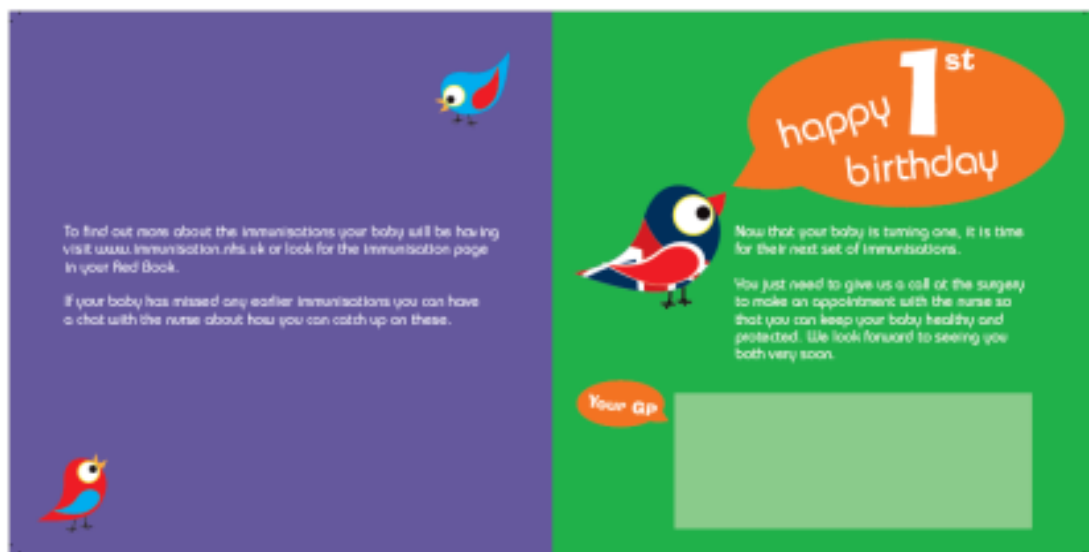 To find out more about the immunisations your baby will be having
visit www.immunisation.nhs.uk or look for the immunisation page
in your Red Book.
If your baby has missed any earlier immunisations you can have
a chat with the nurse about how you can catch up on these.
happy 1st
birthday
Now that your baby is turning one, it is time
for their next set of immunisations.
You just need to give us a call at the surgery
to make an appointment with the nurse so
that you can keep your baby healthy and
protected. We look forward to seeing you
both very soon.
Your GP